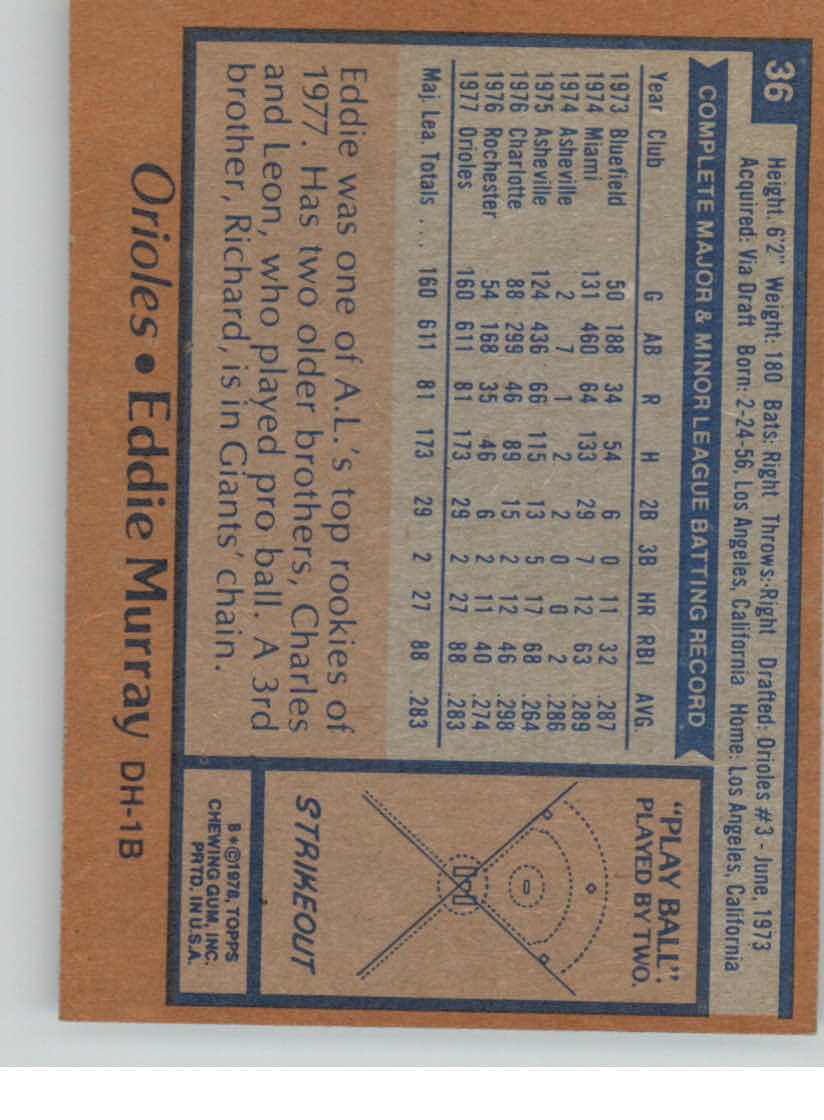 36
Height: 6'2" Weight: 180 Bats: Right Throws: Right Drafted: Orioles #3 - June, 1973
Acquired: Via Draft Born: 2-24-56, Los Angeles, California Home: Los Angeles, California
COMPLETE MAJOR & MINOR LEAGUE BATTING RECORD
Year Club G AB R H 2B 3B HR RBI AVG.
1973 Bluefield 50 188 34 54 6 0 11 32 .287
1974 Miami 131 460 64 133 29 7 12 63 .289
1974 Asheville 2 7 1 2 2 0 0 2 .286
1975 Asheville 124 436 66 115 13 5 17 68 .264
1976 Charlotte 88 299 46 89 15 2 12 46 .298
1976 Rochester 54 168 35 46 6 2 11 40 .274
1977 Orioles 160 611 81 173 29 2 27 88 .283
Maj. Lea. Totals .... 160 611 81 173 29 2 27 88 .283
Eddie was one of A.L.'s top rookies of
1977. Has two older brothers, Charles
and Leon, who played pro ball. A 3rd
brother, Richard, is in Giants' chain.
"PLAY BALL"
PLAYED BY TWO.
STRIKEOUT
B*©1978, TOPPS
CHEWING GUM, INC.
PRTD. IN U.S.A.
Orioles • Eddie Murray DH-1B